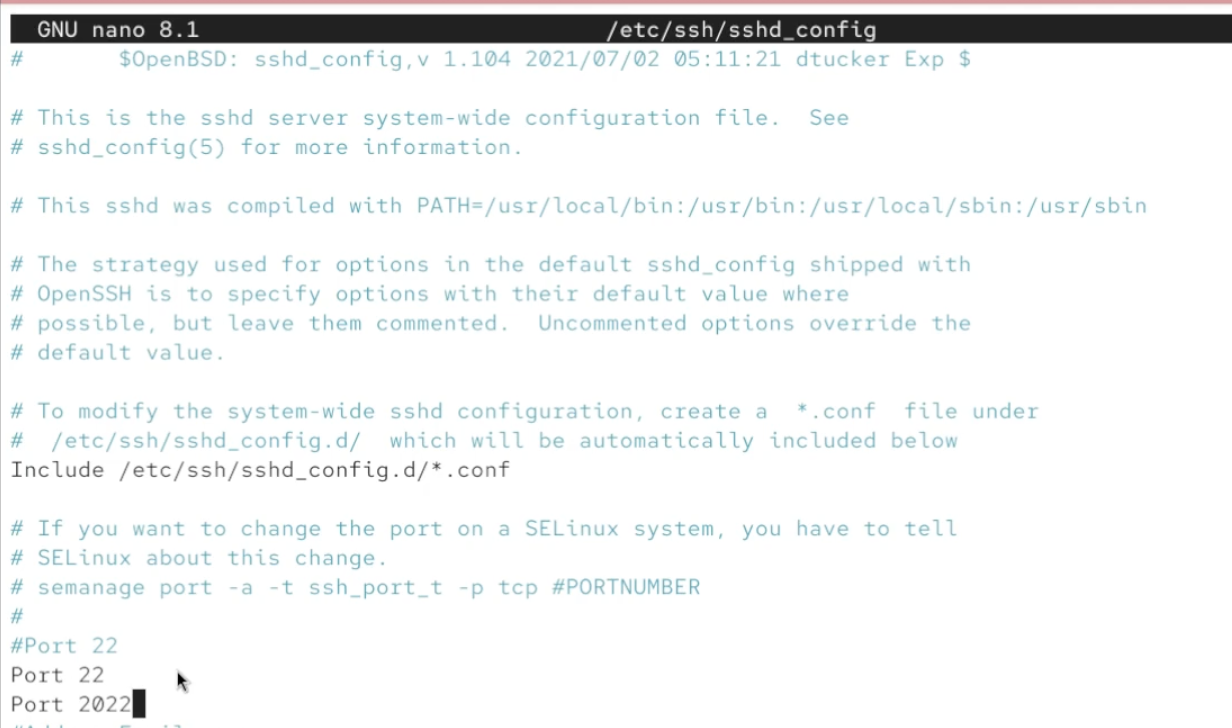 GNU nano 8.1 /etc/ssh/sshd_config
# $OpenBSD: sshd_config,v 1.104 2021/07/02 05:11:21 dtucker Exp $
# This is the sshd server system-wide configuration file. See
# sshd_config(5) for more information.
# This sshd was compiled with PATH=/usr/local/bin:/usr/bin:/usr/local/sbin:/usr/sbin
# The strategy used for options in the default sshd_config shipped with
# OpenSSH is to specify options with their default value where
# possible, but leave them commented. Uncommented options override the
# default value.
# To modify the system-wide sshd configuration, create a *.conf file under
# /etc/ssh/sshd_config.d/ which will be automatically included below
Include /etc/ssh/sshd_config.d/*.conf
# If you want to change the port on a SELinux system, you have to tell
# SELinux about this change.
# semanage port -a -t ssh_port_t -p tcp #PORTNUMBER
#
#Port 22
Port 22
Port 2022